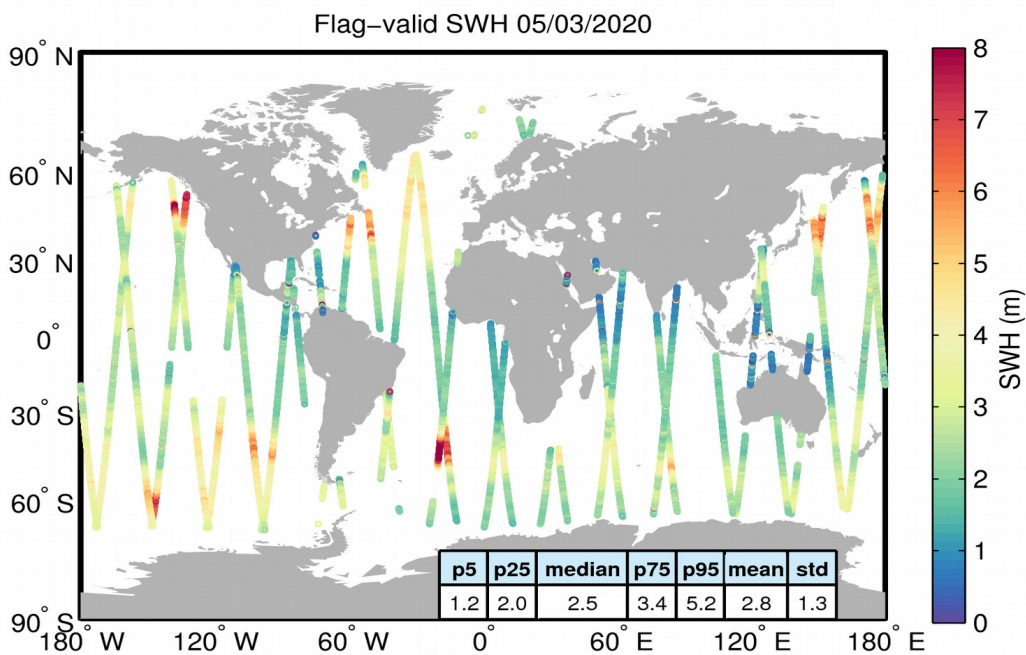 Flag−valid SWH 05/03/2020
90° N
60° N
30° N
0°
30° S
60° S
90° S
180° W 120° W 60° W 0° 60° E 120° E 180° E
p5 p25 median p75 p95 mean std
1.2 2.0 2.5 3.4 5.2 2.8 1.3
8
7
6
5
4
3
2
1
0
SWH (m)